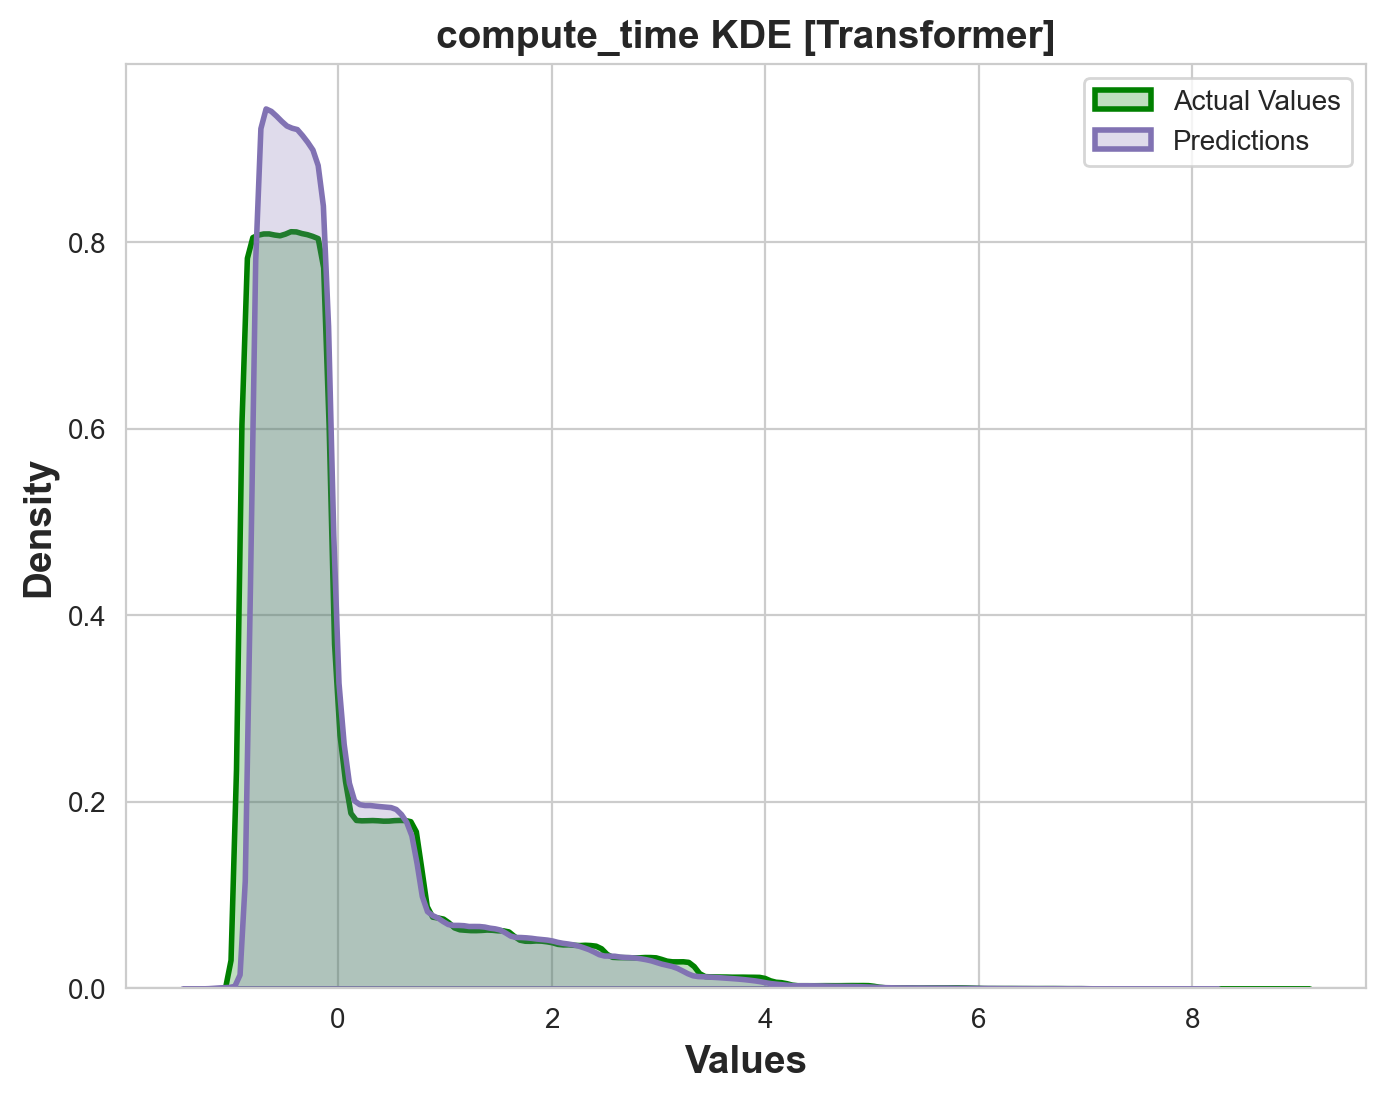 compute_time KDE [Transformer]
Actual Values
Predictions
0.8
0.6
0.4
0.2
0.0
Density
0 2 4 6 8
Values